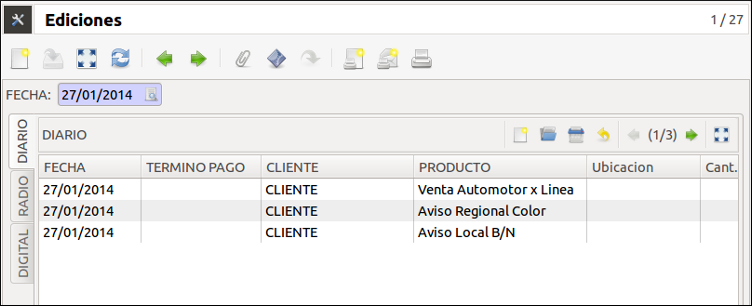 Ediciones 1 / 27
FECHA: 27/01/2014
DIARIO
RADIO
DIGITAL
DIARIO (1/3)
FECHA TERMINO PAGO CLIENTE PRODUCTO Ubicacion Cant.
27/01/2014 CLIENTE Venta Automotor x Linea
27/01/2014 CLIENTE Aviso Regional Color
27/01/2014 CLIENTE Aviso Local B/N